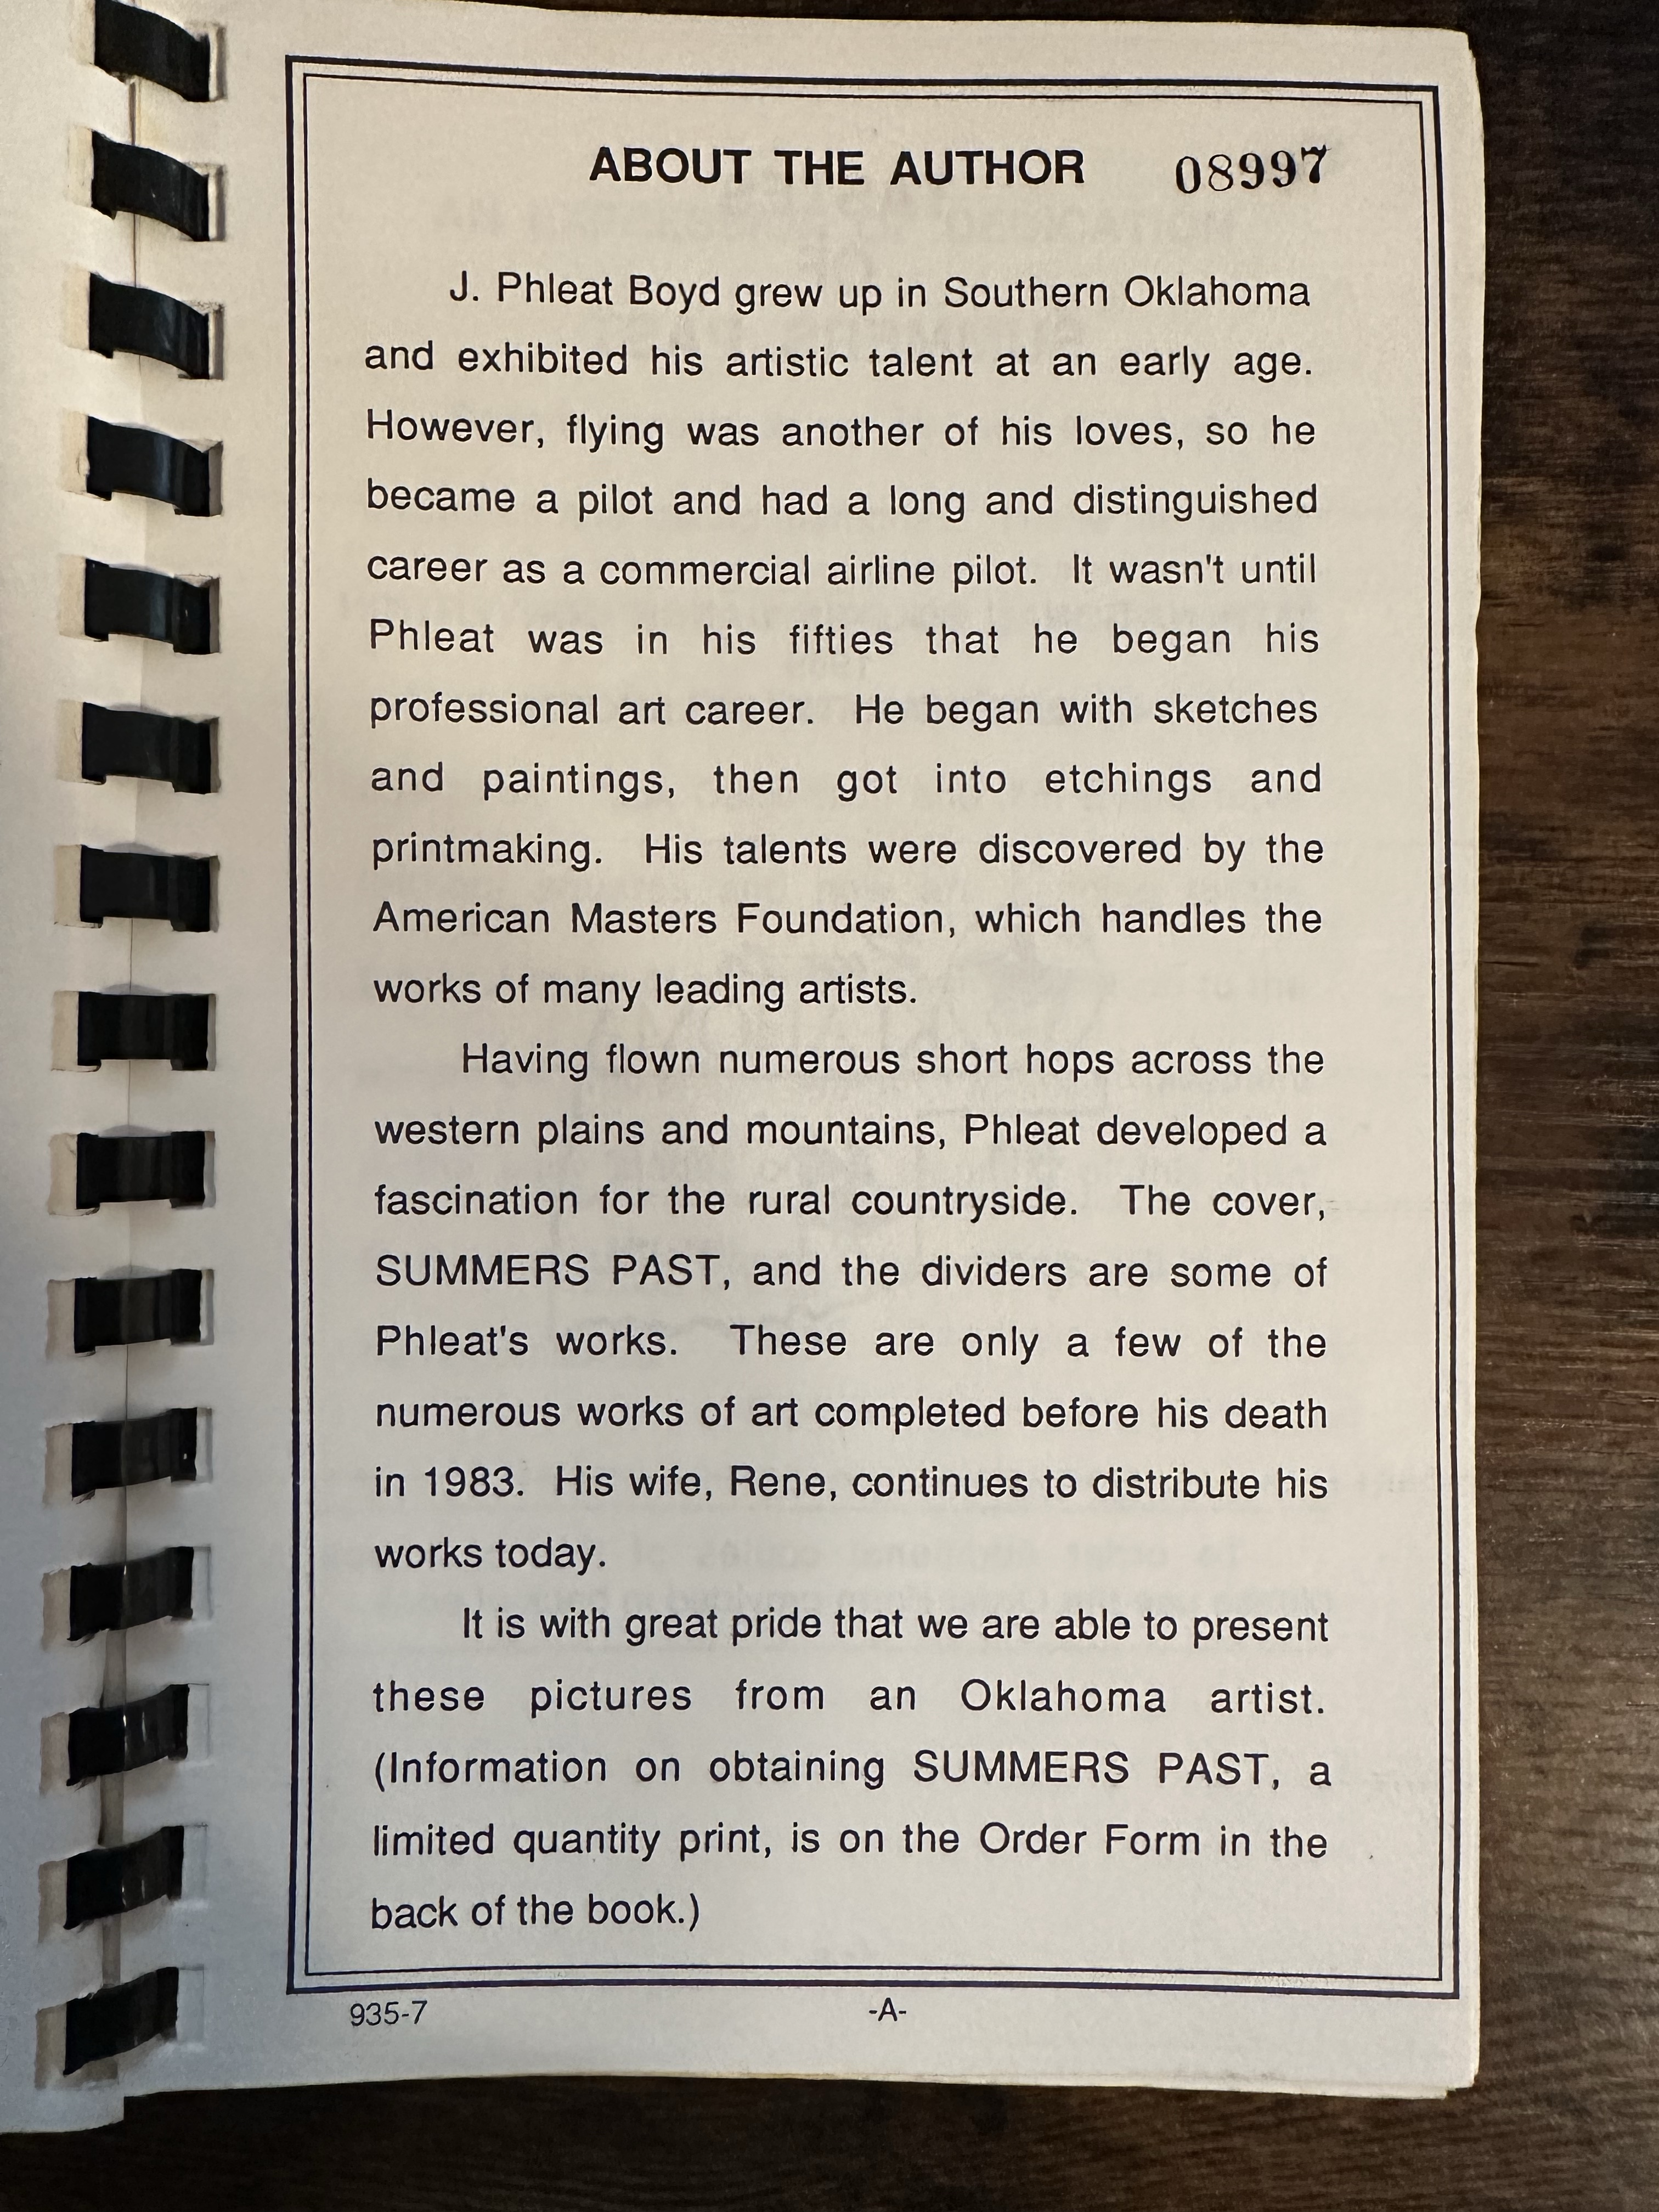 ABOUT THE AUTHOR 08997
J. Phleat Boyd grew up in Southern Oklahoma
and exhibited his artistic talent at an early age.
However, flying was another of his loves, so he
became a pilot and had a long and distinguished
career as a commercial airline pilot. It wasn't until
Phleat was in his fifties that he began his
professional art career. He began with sketches
and paintings, then got into etchings and
printmaking. His talents were discovered by the
American Masters Foundation, which handles the
works of many leading artists.
Having flown numerous short hops across the
western plains and mountains, Phleat developed a
fascination for the rural countryside. The cover,
SUMMERS PAST, and the dividers are some of
Phleat's works. These are only a few of the
numerous works of art completed before his death
in 1983. His wife, Rene, continues to distribute his
works today.
It is with great pride that we are able to present
these pictures from an Oklahoma artist.
(Information on obtaining SUMMERS PAST, a
limited quantity print, is on the Order Form in the
back of the book.)
935-7 -A-